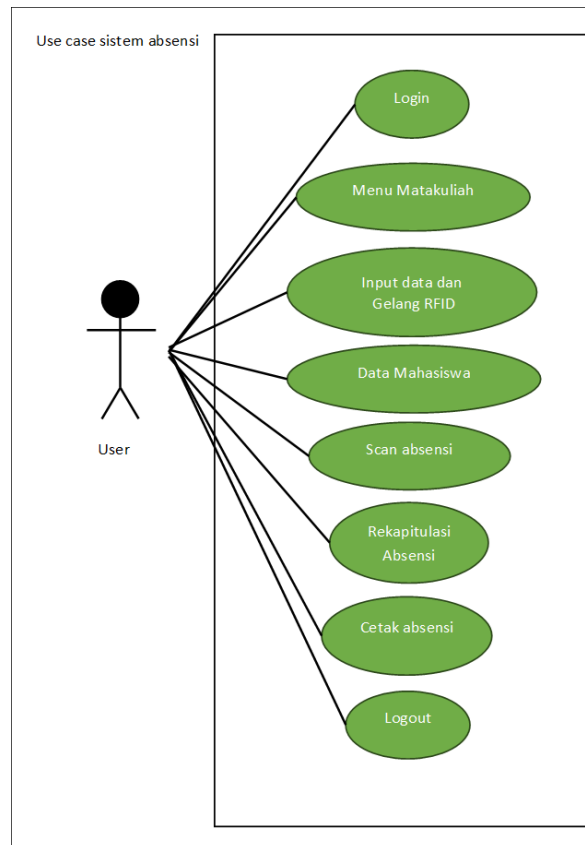 Use case sistem absensi
Login
Menu Matakuliah
Input data dan
Gelang RFID
Data Mahasiswa
User
Scan absensi
Rekapitulasi
Absensi
Cetak absensi
Logout